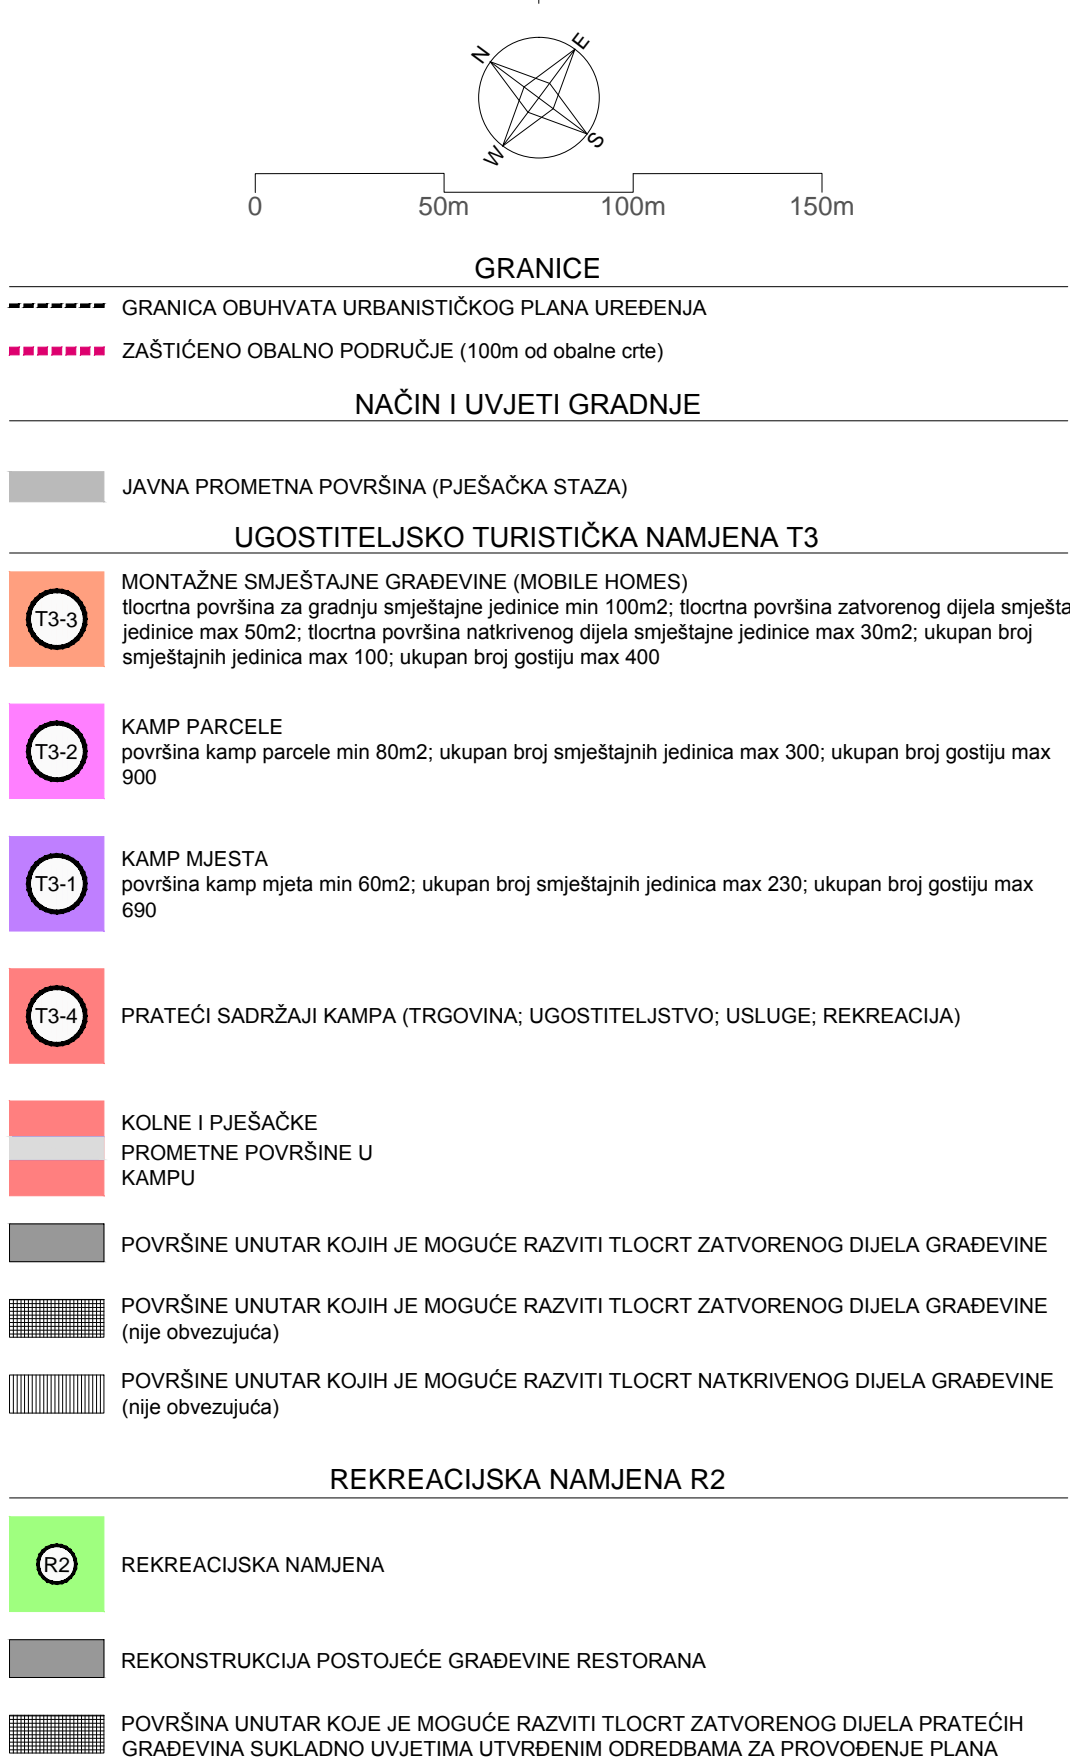 N E
W S
0 50m 100m 150m
GRANICE
GRANICA OBUHVATA URBANISTIČKOG PLANA UREĐENJA
ZAŠTIĆENO OBALNO PODRUČJE (100m od obalne crte)
NAČIN I UVJETI GRADNJE
JAVNA PROMETNA POVRŠINA (PJEŠAČKA STAZA)
UGOSTITELJSKO TURISTIČKA NAMJENA T3
MONTAŽNE SMJEŠTAJNE GRAĐEVINE (MOBILE HOMES)
T3-3 tlocrtna površina za gradnju smještajne jedinice min 100m2; tlocrtna površina zatvorenog dijela smješta
jedinice max 50m2; tlocrtna površina natkrivenog dijela smještajne jedinice max 30m2; ukupan broj
smještajnih jedinica max 100; ukupan broj gostiju max 400
KAMP PARCELE
T3-2 površina kamp parcele min 80m2; ukupan broj smještajnih jedinica max 300; ukupan broj gostiju max
900
KAMP MJESTA
T3-1 površina kamp mjeta min 60m2; ukupan broj smještajnih jedinica max 230; ukupan broj gostiju max
690
T3-4 PRATEĆI SADRŽAJI KAMPA (TRGOVINA; UGOSTITELJSTVO; USLUGE; REKREACIJA)
KOLNE I PJEŠAČKE
PROMETNE POVRŠINE U
KAMPU
POVRŠINE UNUTAR KOJIH JE MOGUĆE RAZVITI TLOCRT ZATVORENOG DIJELA GRAĐEVINE
POVRŠINE UNUTAR KOJIH JE MOGUĆE RAZVITI TLOCRT ZATVORENOG DIJELA GRAĐEVINE
(nije obvezujuća)
POVRŠINE UNUTAR KOJIH JE MOGUĆE RAZVITI TLOCRT NATKRIVENOG DIJELA GRAĐEVINE
(nije obvezujuća)
REKREACIJSKA NAMJENA R2
R2 REKREACIJSKA NAMJENA
REKONSTRUKCIJA POSTOJEĆE GRAĐEVINE RESTORANA
POVRŠINA UNUTAR KOJE JE MOGUĆE RAZVITI TLOCRT ZATVORENOG DIJELA PRATEĆIH
GRAĐEVINA SUKLADNO UVJETIMA UTVRĐENIM ODREDBAMA ZA PROVOĐENJE PLANA